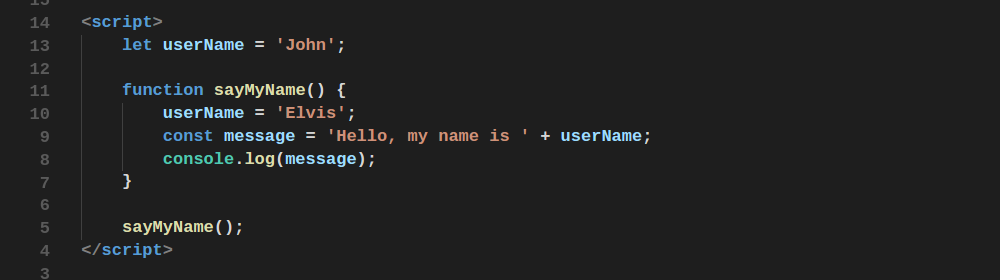 15
14 <script>
13     let userName = 'John';
12
11     function sayMyName() {
10         userName = 'Elvis';
9         const message = 'Hello, my name is ' + userName;
8         console.log(message);
7     }
6
5     sayMyName();
4 </script>
3